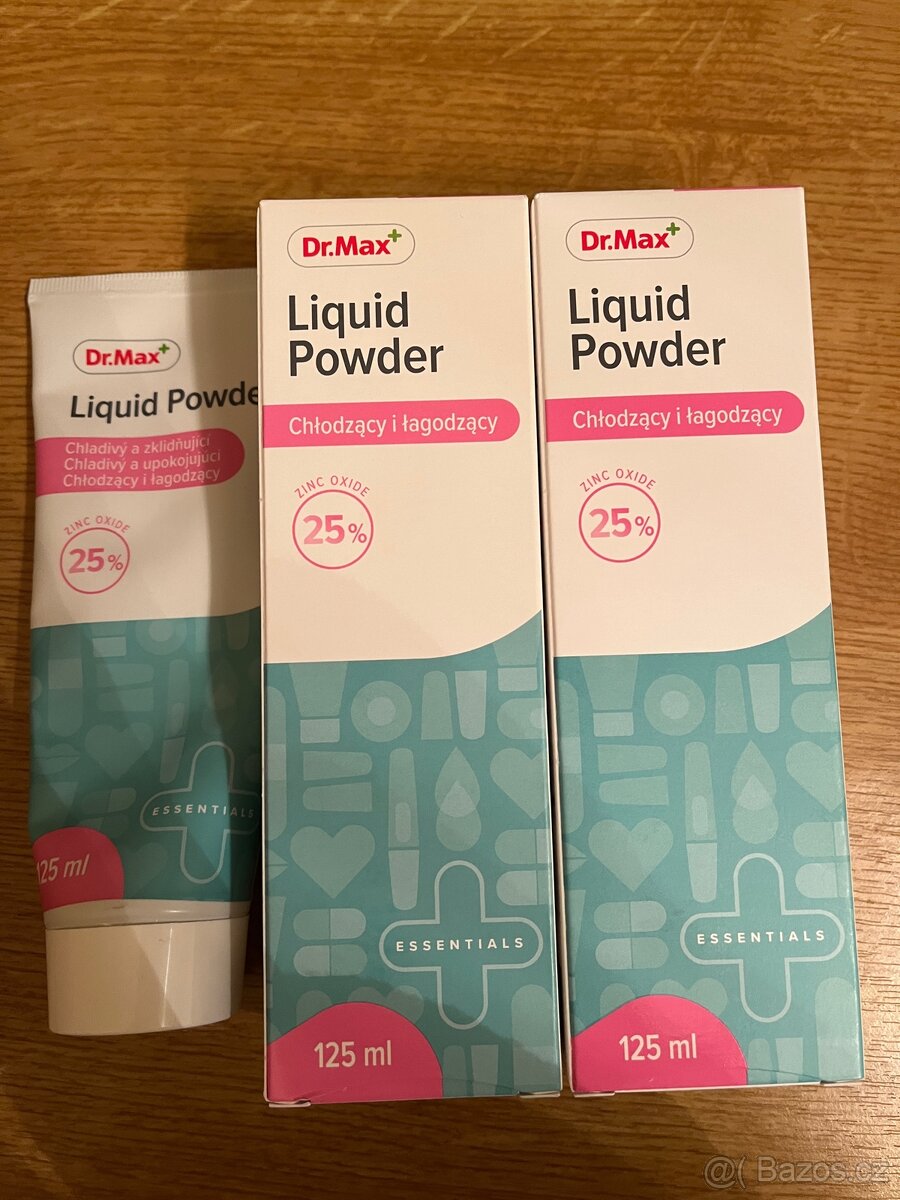 Dr.Max+
Liquid Powde
Chladivý a zklidňující
Chladivý a upokojujúci
Chłodzący i łagodzący
ZINC OXIDE
25%
ESSENTIALS
125 ml
Dr.Max+
Liquid
Powder
Chłodzący i łagodzący
ZINC OXIDE
25%
ESSENTIALS
125 ml
Dr.Max+
Liquid
Powder
Chłodzący i łagodzący
ZINC OXIDE
25%
ESSENTIALS
125 ml
@( Bazos.cz